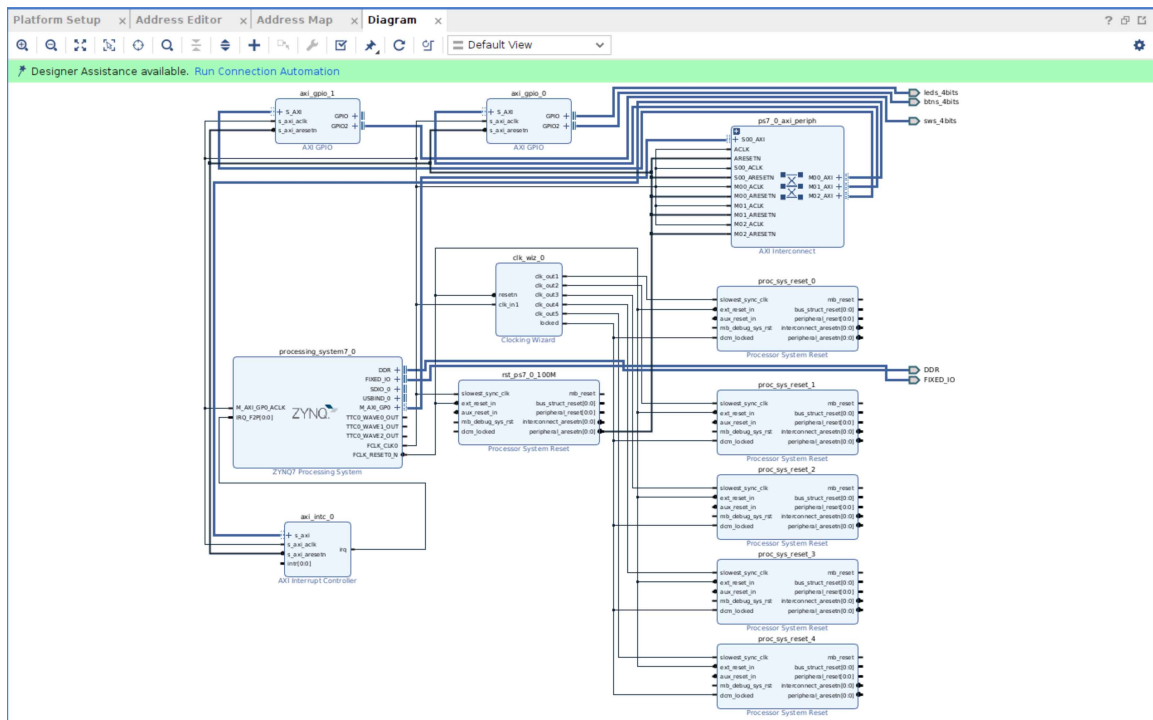 Platform Setup × Address Editor × Address Map × Diagram ×
Default View
Designer Assistance available. Run Connection Automation
axi_gpio_1
S_AXI
s_axi_aclk
s_axi_aresetn
GPIO
GPIO2
AXI GPIO
axi_gpio_0
S_AXI
s_axi_aclk
s_axi_aresetn
GPIO
GPIO2
AXI GPIO
leds_4bits
btns_4bits
sws_4bits
ps7_0_axi_periph
S00_AXI
ACLK
ARESETN
S00_ACLK
S00_ARESETN
M00_ACLK
M00_ARESETN
M01_ACLK
M01_ARESETN
M02_ACLK
M02_ARESETN
M00_AXI
M01_AXI
M02_AXI
AXI Interconnect
clk_wiz_0
resetn
clk_in1
clk_out1
clk_out2
clk_out3
clk_out4
clk_out5
locked
Clocking Wizard
proc_sys_reset_0
slowest_sync_clk
ext_reset_in
aux_reset_in
mb_debug_sys_rst
dcm_locked
mb_reset
bus_struct_reset[0:0]
peripheral_reset[0:0]
interconnect_aresetn[0:0]
peripheral_aresetn[0:0]
Processor System Reset
processing_system7_0
M_AXI_GP0_ACLK
IRQ_F2P[0:0]
ZYNQ
DDR
FIXED_IO
SDIO_0
USBIND_0
M_AXI_GP0
TTC0_WAVE0_OUT
TTC0_WAVE1_OUT
TTC0_WAVE2_OUT
FCLK_CLK0
FCLK_RESET0_N
ZYNQ7 Processing System
rst_ps7_0_100M
slowest_sync_clk
ext_reset_in
aux_reset_in
mb_debug_sys_rst
dcm_locked
mb_reset
bus_struct_reset[0:0]
peripheral_reset[0:0]
interconnect_aresetn[0:0]
peripheral_aresetn[0:0]
Processor System Reset
DDR
FIXED_IO
proc_sys_reset_1
slowest_sync_clk
ext_reset_in
aux_reset_in
mb_debug_sys_rst
dcm_locked
mb_reset
bus_struct_reset[0:0]
peripheral_reset[0:0]
interconnect_aresetn[0:0]
peripheral_aresetn[0:0]
Processor System Reset
proc_sys_reset_2
slowest_sync_clk
ext_reset_in
aux_reset_in
mb_debug_sys_rst
dcm_locked
mb_reset
bus_struct_reset[0:0]
peripheral_reset[0:0]
interconnect_aresetn[0:0]
peripheral_aresetn[0:0]
Processor System Reset
axi_intc_0
s_axi
s_axi_aclk
s_axi_aresetn
intr[0:0]
irq
AXI Interrupt Controller
proc_sys_reset_3
slowest_sync_clk
ext_reset_in
aux_reset_in
mb_debug_sys_rst
dcm_locked
mb_reset
bus_struct_reset[0:0]
peripheral_reset[0:0]
interconnect_aresetn[0:0]
peripheral_aresetn[0:0]
Processor System Reset
proc_sys_reset_4
slowest_sync_clk
ext_reset_in
aux_reset_in
mb_debug_sys_rst
dcm_locked
mb_reset
bus_struct_reset[0:0]
peripheral_reset[0:0]
interconnect_aresetn[0:0]
peripheral_aresetn[0:0]
Processor System Reset